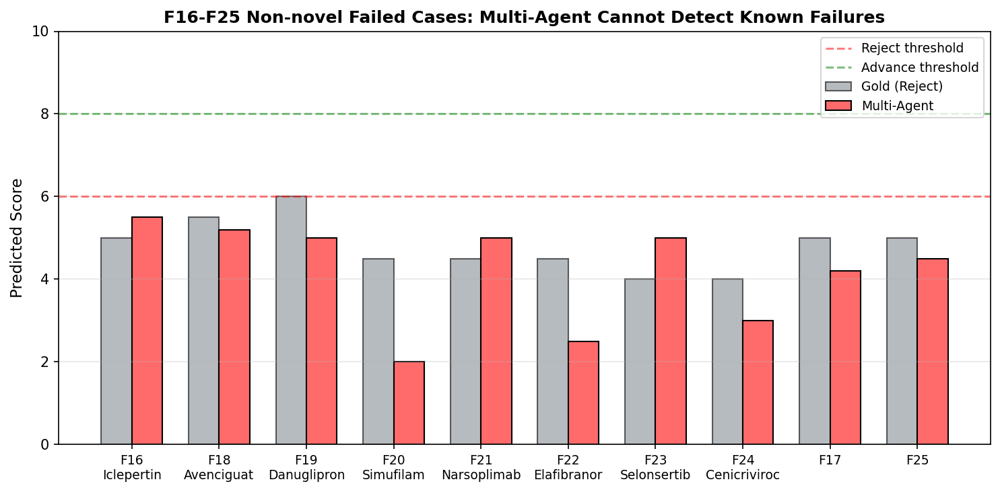 F16-F25 Non-novel Failed Cases: Multi-Agent Cannot Detect Known Failures
Reject threshold
Advance threshold
Gold (Reject)
Multi-Agent
Predicted Score
10
8
6
4
2
0
F16
Iclepertin
F18
Avenciguat
F19
Danuglipron
F20
Simufilam
F21
Narsoplimab
F22
Elafibranor
F23
Selonsertib
F24
Cenicriviroc
F17
F25